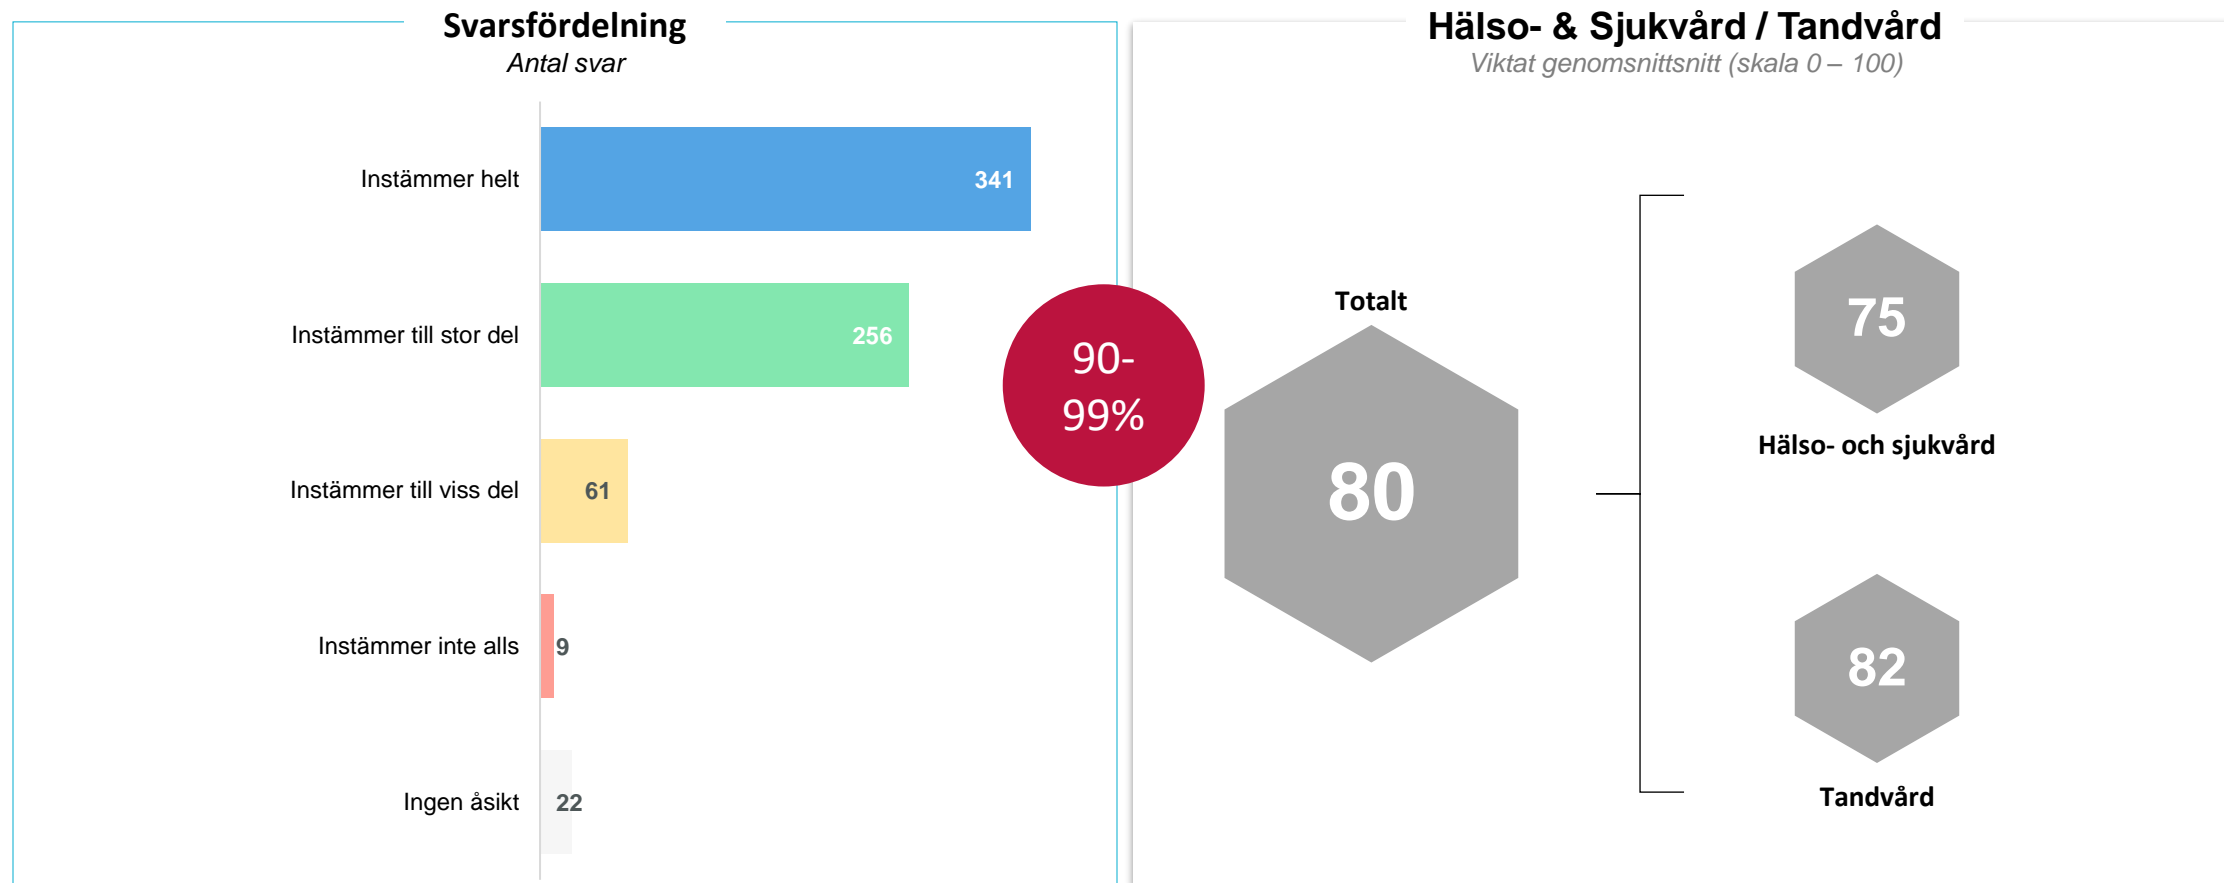 Svarsfördelning
Antal svar
Instämmer helt
341
Instämmer till stor del
256
Instämmer till viss del
61
Instämmer inte alls
9
Ingen åsikt
22
90-
99%
Hälso- & Sjukvård / Tandvård
Viktat genomsnittsnitt (skala 0 – 100)
Totalt
80
75
Hälso- och sjukvård
82
Tandvård